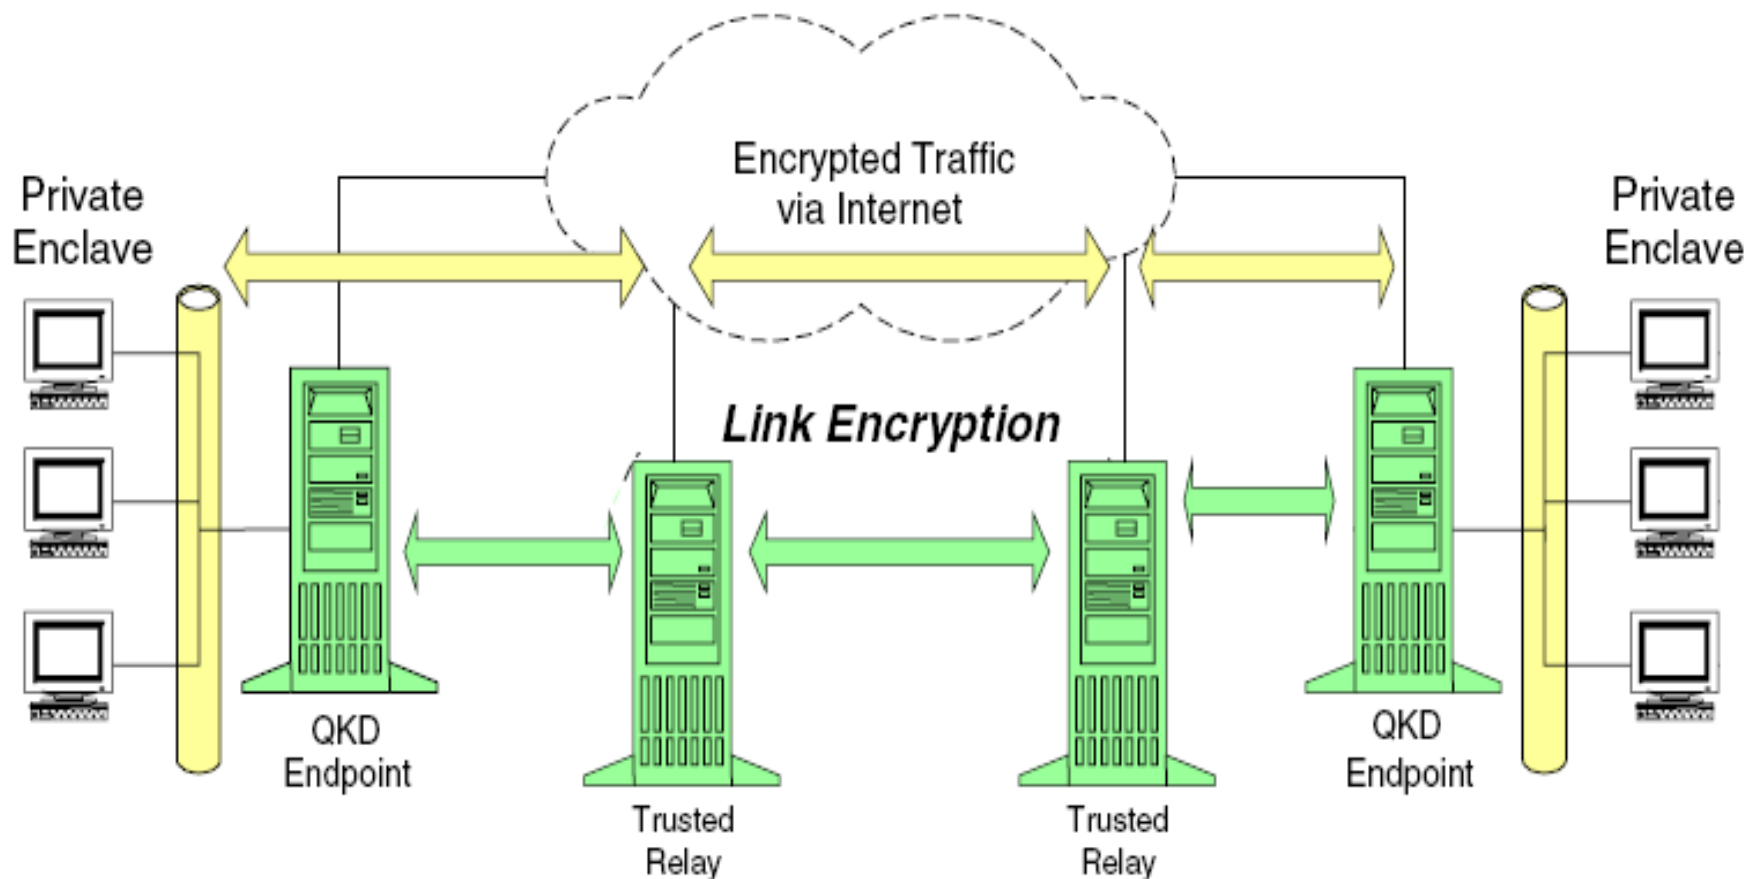 Encrypted Traffic
via Internet
Private
Enclave
Private
Enclave
Link Encryption
QKD
Endpoint
QKD
Endpoint
Trusted
Relay
Trusted
Relay